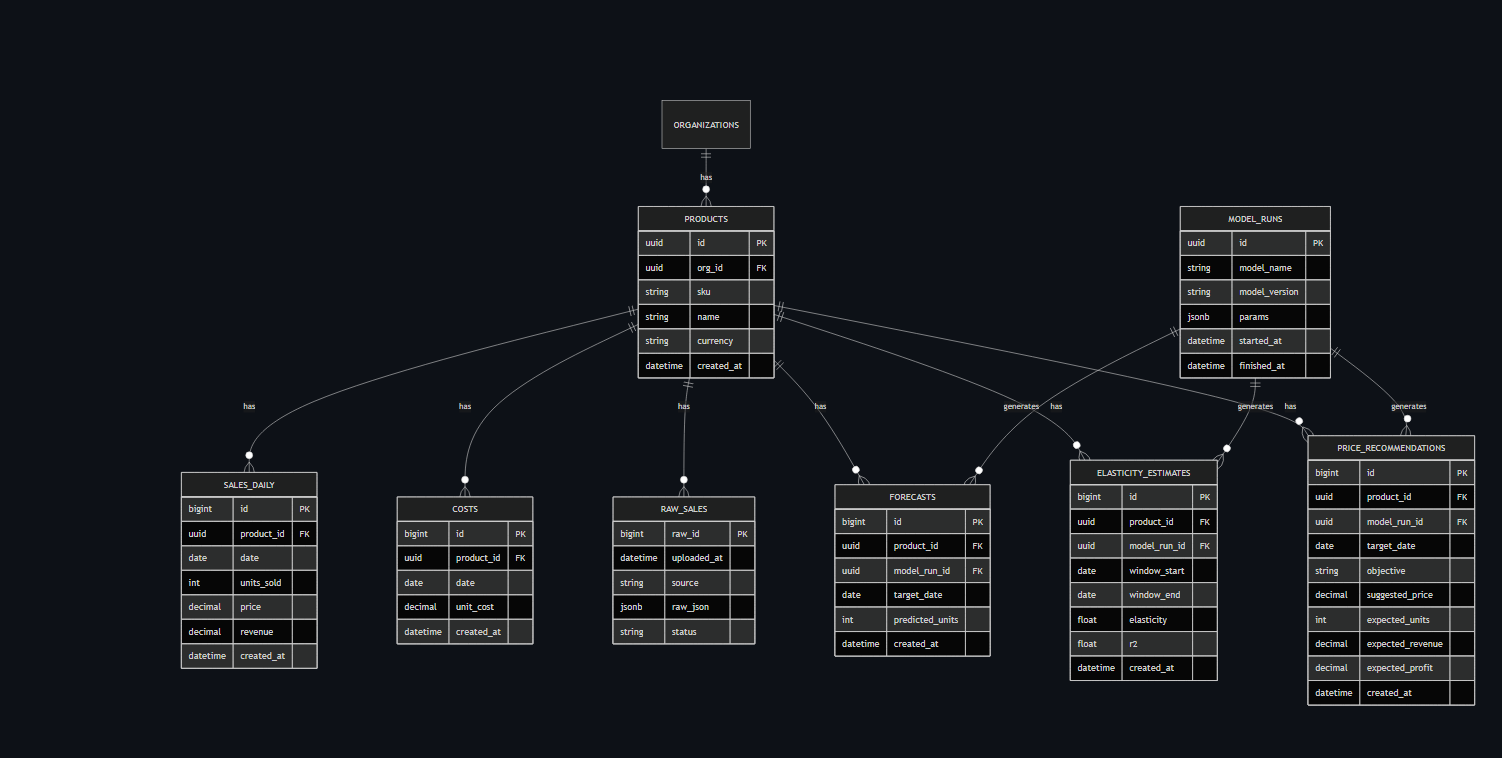 ORGANIZATIONS
has
PRODUCTS
uuid id PK
uuid org_id FK
string sku
string name
string currency
datetime created_at
MODEL_RUNS
uuid id PK
string model_name
string model_version
jsonb params
datetime started_at
datetime finished_at
has
has
has
has
generates
has
generates
has
generates
SALES_DAILY
bigint id PK
uuid product_id FK
date date
int units_sold
decimal price
decimal revenue
datetime created_at
COSTS
bigint id PK
uuid product_id FK
date date
decimal unit_cost
datetime created_at
RAW_SALES
bigint raw_id PK
datetime uploaded_at
string source
jsonb raw_json
string status
FORECASTS
bigint id PK
uuid product_id FK
uuid model_run_id FK
date target_date
int predicted_units
datetime created_at
ELASTICITY_ESTIMATES
bigint id PK
uuid product_id FK
uuid model_run_id FK
date window_start
date window_end
float elasticity
float r2
datetime created_at
PRICE_RECOMMENDATIONS
bigint id PK
uuid product_id FK
uuid model_run_id FK
date target_date
string objective
decimal suggested_price
int expected_units
decimal expected_revenue
decimal expected_profit
datetime created_at